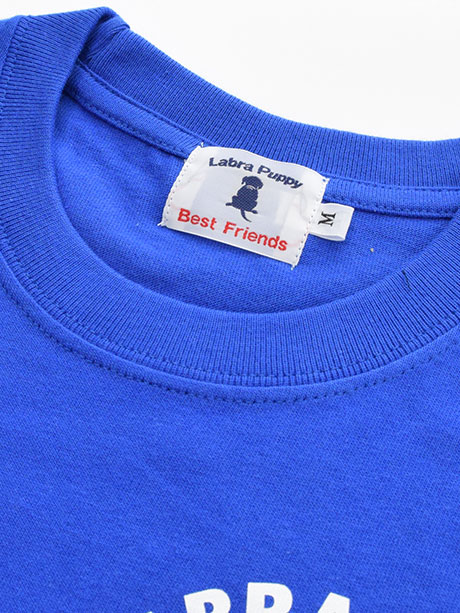 Labra Puppy
Best Friends
M